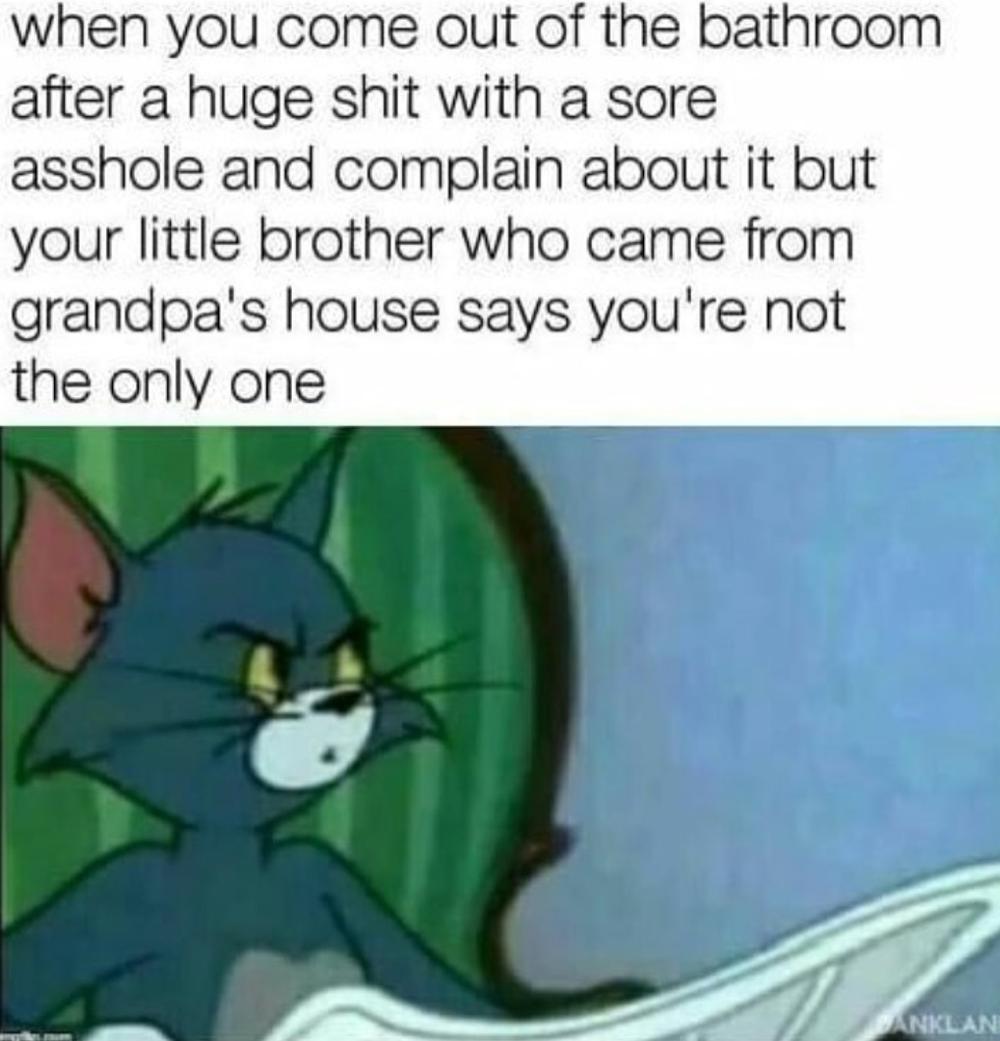 when you come out of the bathroom
after a huge shit with a sore
asshole and complain about it but
your little brother who came from
grandpa's house says you're not
the only one